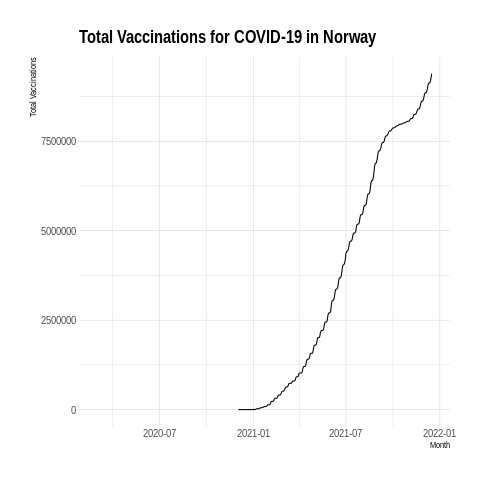 Total Vaccinations for COVID-19 in Norway
Total Vaccinations
7500000
5000000
2500000
0
2020-07 2021-01 2021-07 2022-01
Month